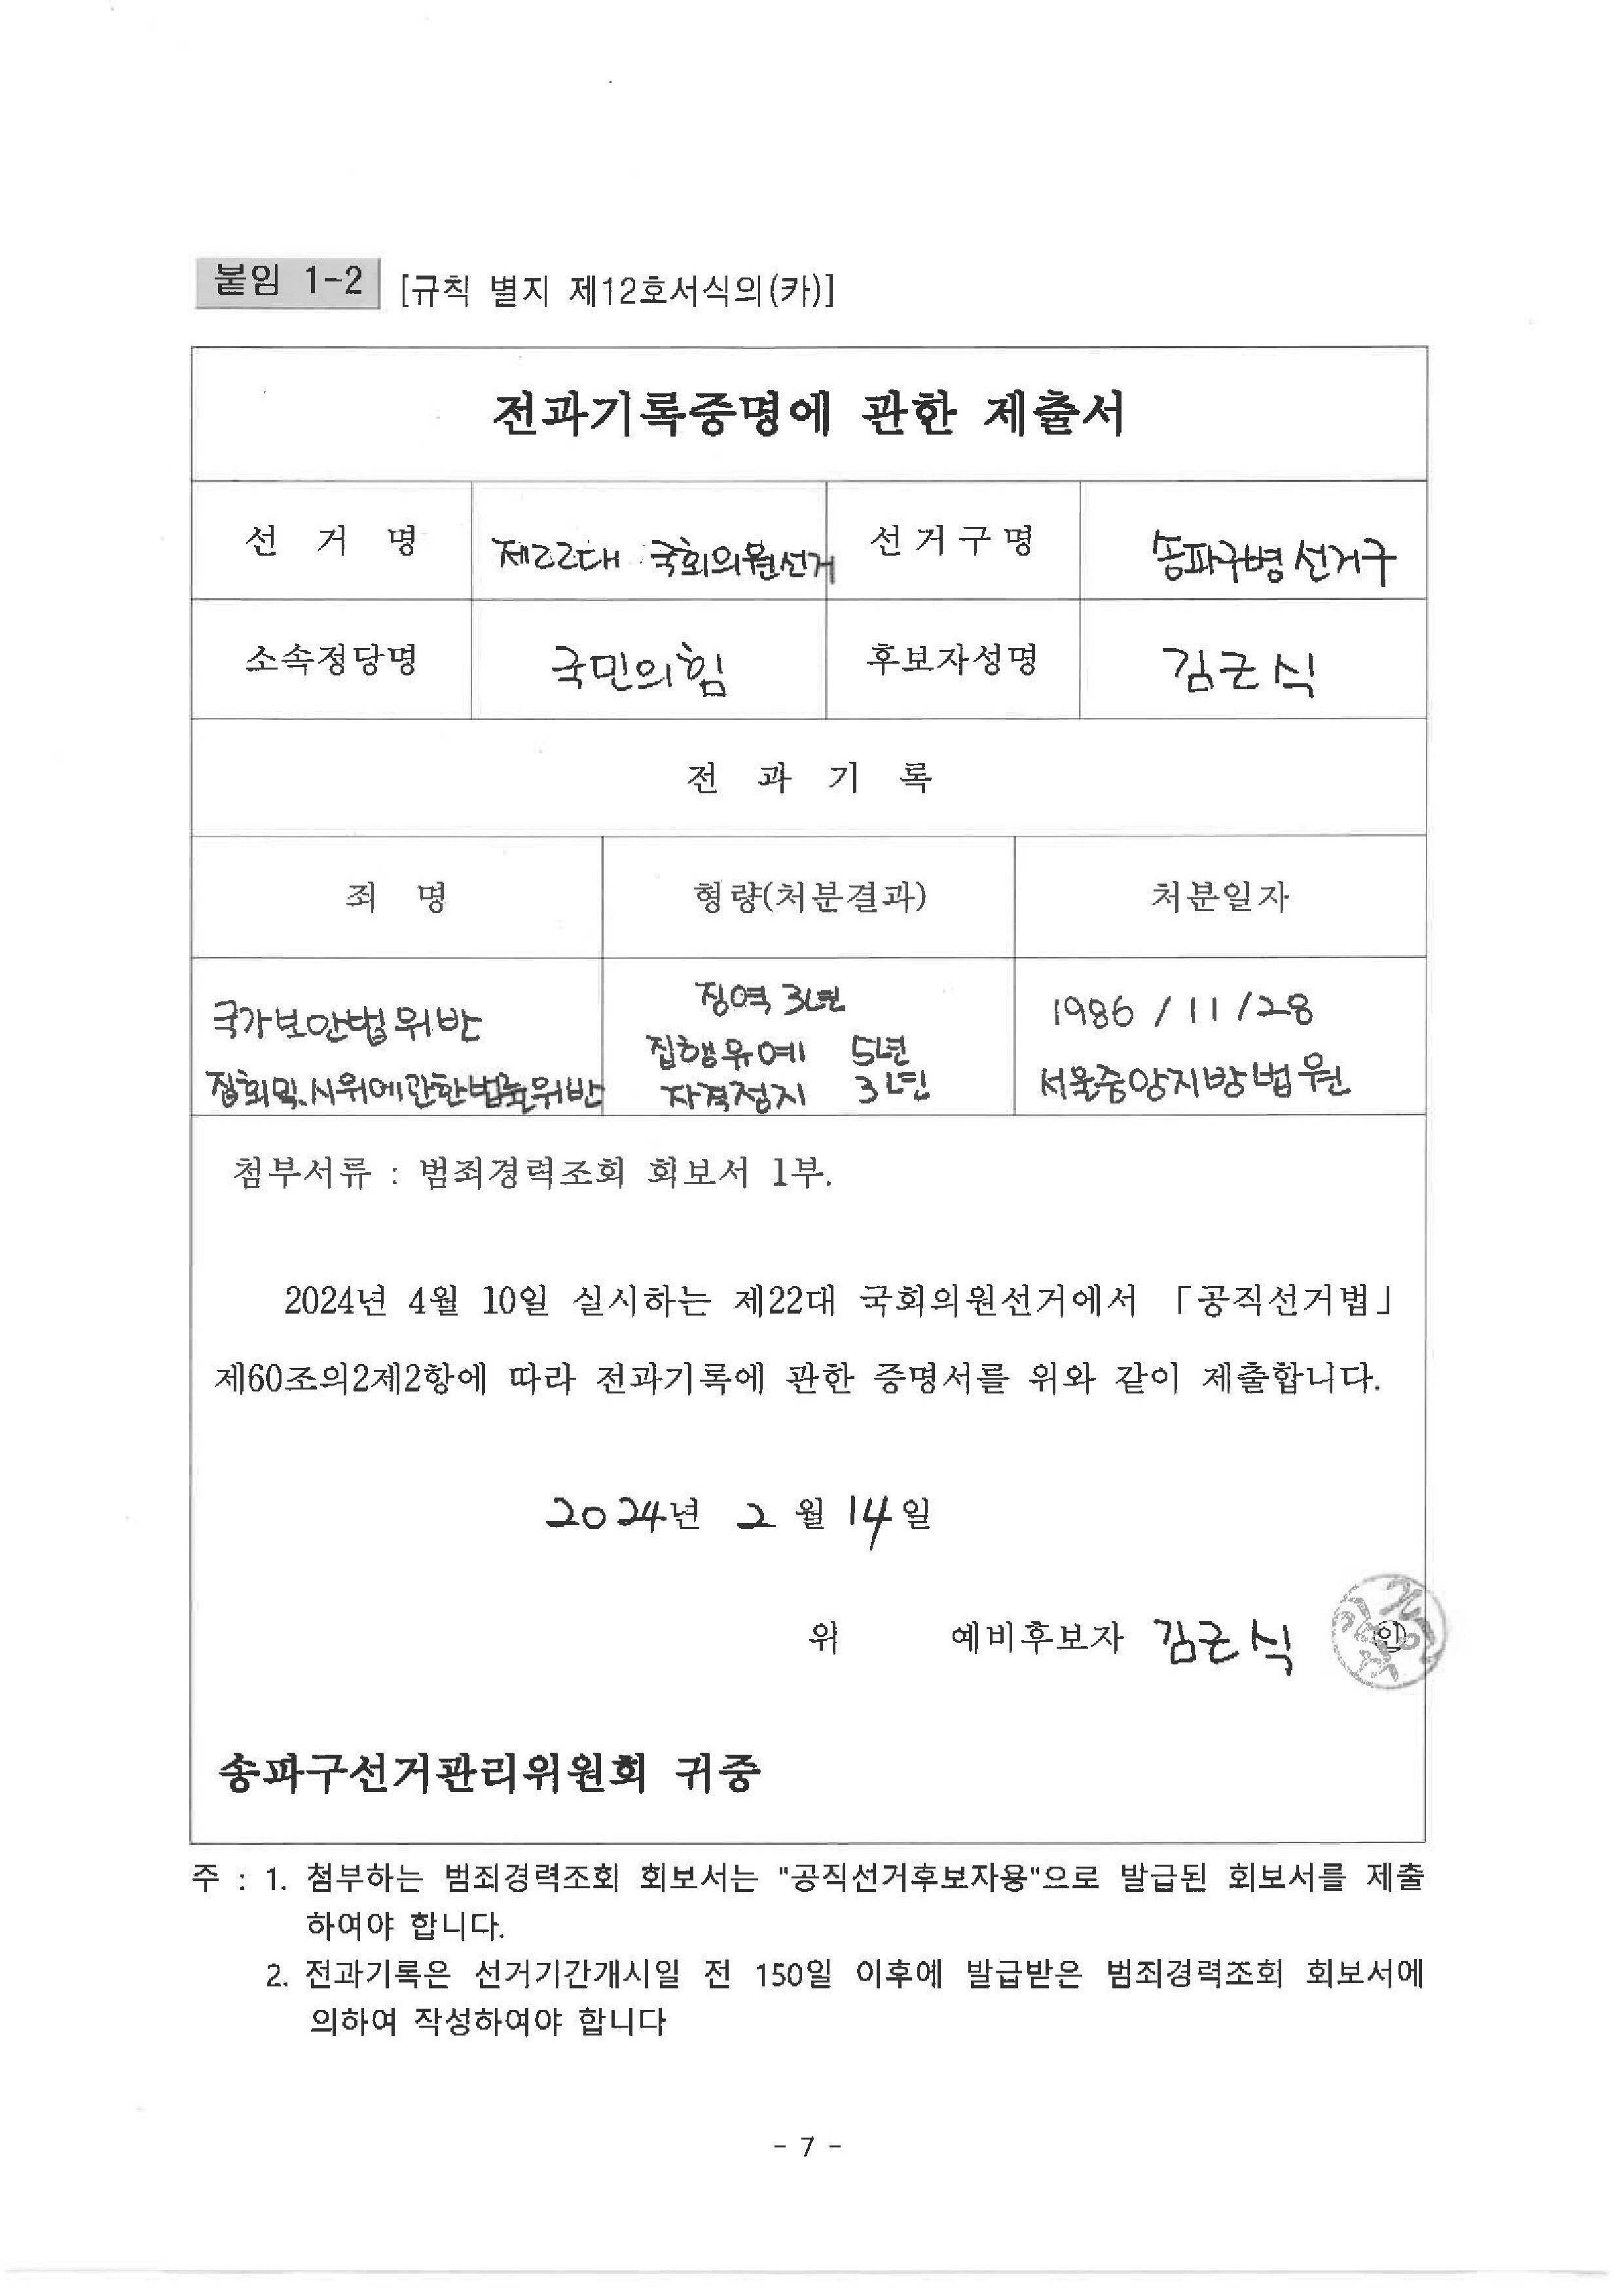 붙임 1-2 [규칙 별지 제12호서식의(카)]
전과기록증명에 관한 제출서
선 거 명 제22대 국회의원선거 선거구명 송파구병 선거구
소속정당명 국민의힘 후보자성명 김근식
전 과 기 록
죄 명 형량(처분결과) 처분일자
국가보안법위반 징역 3년 1986/11/28
집행유예 5년
집회및시위에관한법률위반 자격정지 3년 서울중앙지방법원
첨부서류 : 범죄경력조회 회보서 1부.
2024년 4월 10일 실시하는 제22대 국회의원선거에서 「공직선거법」
제60조의2제2항에 따라 전과기록에 관한 증명서를 위와 같이 제출합니다.
2024년 2월 14일
위 예비후보자 김근식 인
송파구선거관리위원회 귀중
주 : 1. 첨부하는 범죄경력조회 회보서는 "공직선거후보자용"으로 발급된 회보서를 제출
하여야 합니다.
2. 전과기록은 선거기간개시일 전 150일 이후에 발급받은 범죄경력조회 회보서에
의하여 작성하여야 합니다
- 7 -